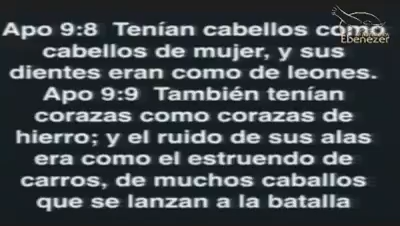 Apo 9:8 Tenían cabellos como
cabellos de mujer, y sus
dientes eran como de leones.
Apo 9:9 También tenían
corazas como corazas de
hierro; y el ruido de sus alas
era como el estruendo de
carros, de muchos caballos
que se lanzan a la batalla
Ebenezer